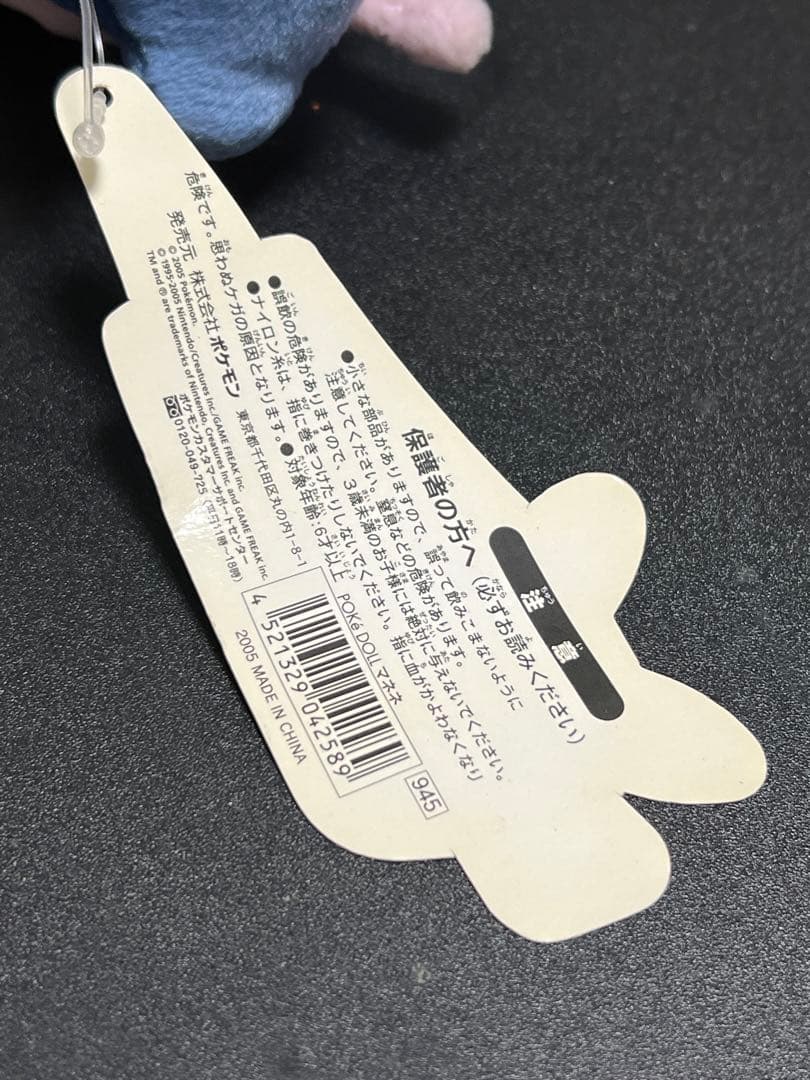 注意
保護者の方へ(必ずお読みください)
●小さな部品がありますので、誤って飲みこまないように
注意してください。窒息などの危険があります。
●誤飲の危険がありますので、3歳未満のお子様には絶対に与えないでください。
●ナイロン糸は、指に巻きつけたりしないでください。指に血がかよわなくなり
危険です。思わぬケガの原因となります。●対象年齢:6才以上
発売元 株式会社ポケモン 東京都千代田区丸の内1-8-1
© 2005 Pokémon.
© 1995-2005 Nintendo/Creatures Inc./GAME FREAK inc.
TM and ® are trademarks of Nintendo, Creatures Inc. and GAME FREAK inc.
ポケモンカスタマーサポートセンター
0120-049-725 (平日11時~18時)
POKé DOLL マネネ
4 521329 042589
945
2005 MADE IN CHINA